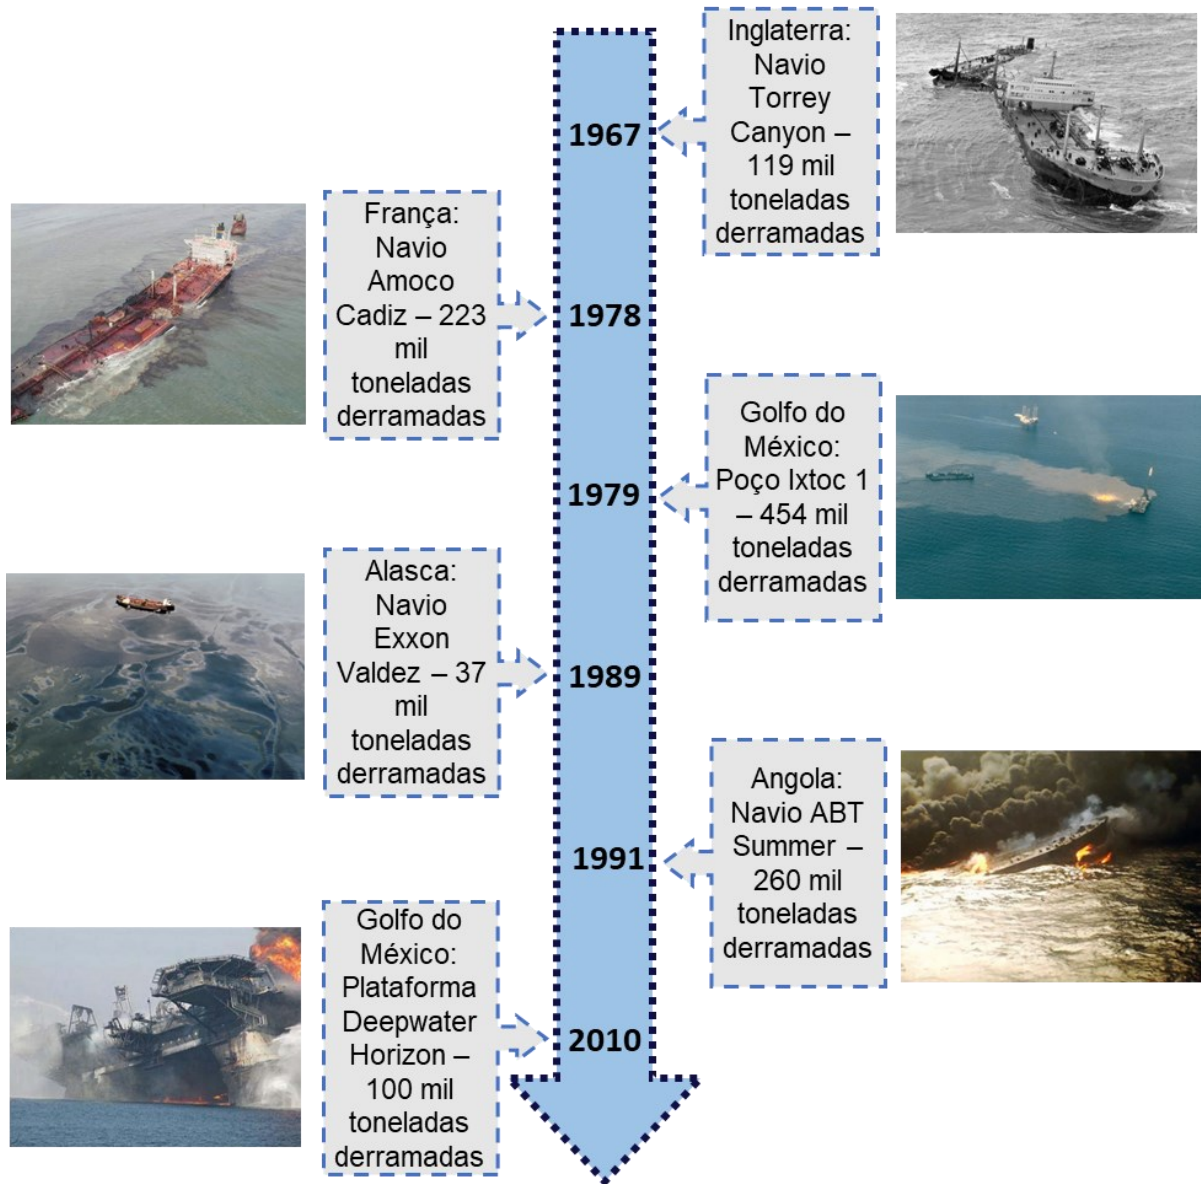 Inglaterra:
Navio
Torrey
Canyon –
119 mil
toneladas
derramadas
1967
França:
Navio
Amoco
Cadiz – 223
mil
toneladas
derramadas
1978
Golfo do
México:
Poço Ixtoc 1
– 454 mil
toneladas
derramadas
1979
Alasca:
Navio
Exxon
Valdez – 37
mil
toneladas
derramadas
1989
Angola:
Navio ABT
Summer –
260 mil
toneladas
derramadas
1991
Golfo do
México:
Plataforma
Deepwater
Horizon –
100 mil
toneladas
derramadas
2010